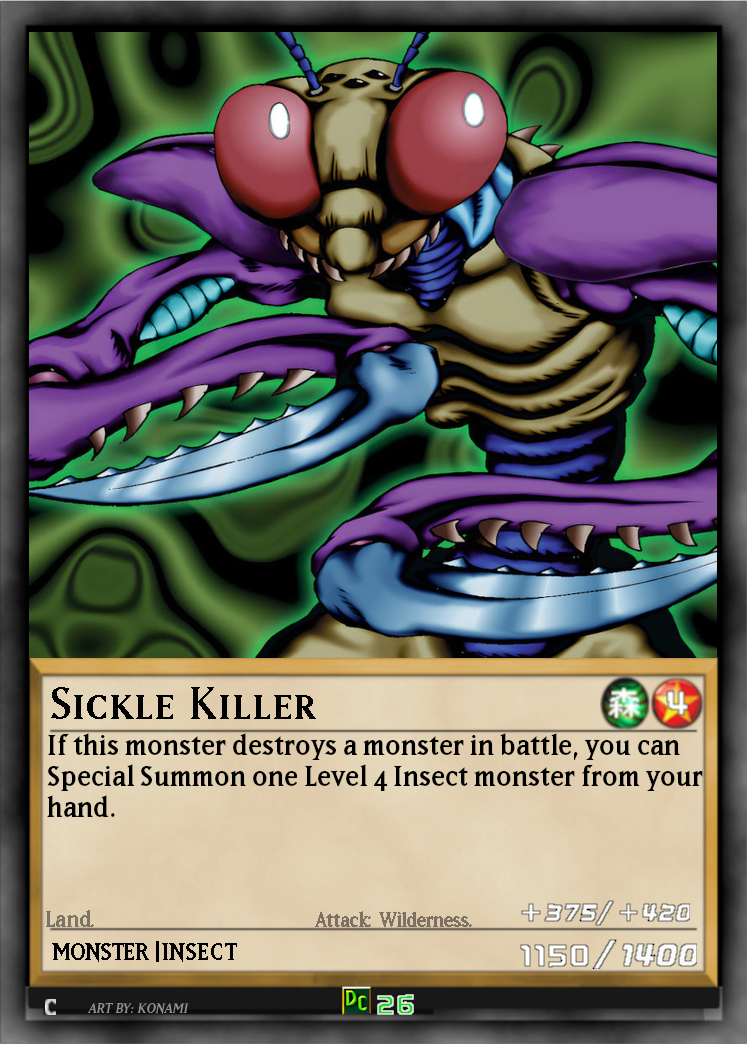 Sickle Killer 森 4
If this monster destroys a monster in battle, you can
Special Summon one Level 4 Insect monster from your
hand.
Land. Attack: Wilderness. +375/+420
MONSTER |INSECT 1150/1400
C ART BY: KONAMI DC 26